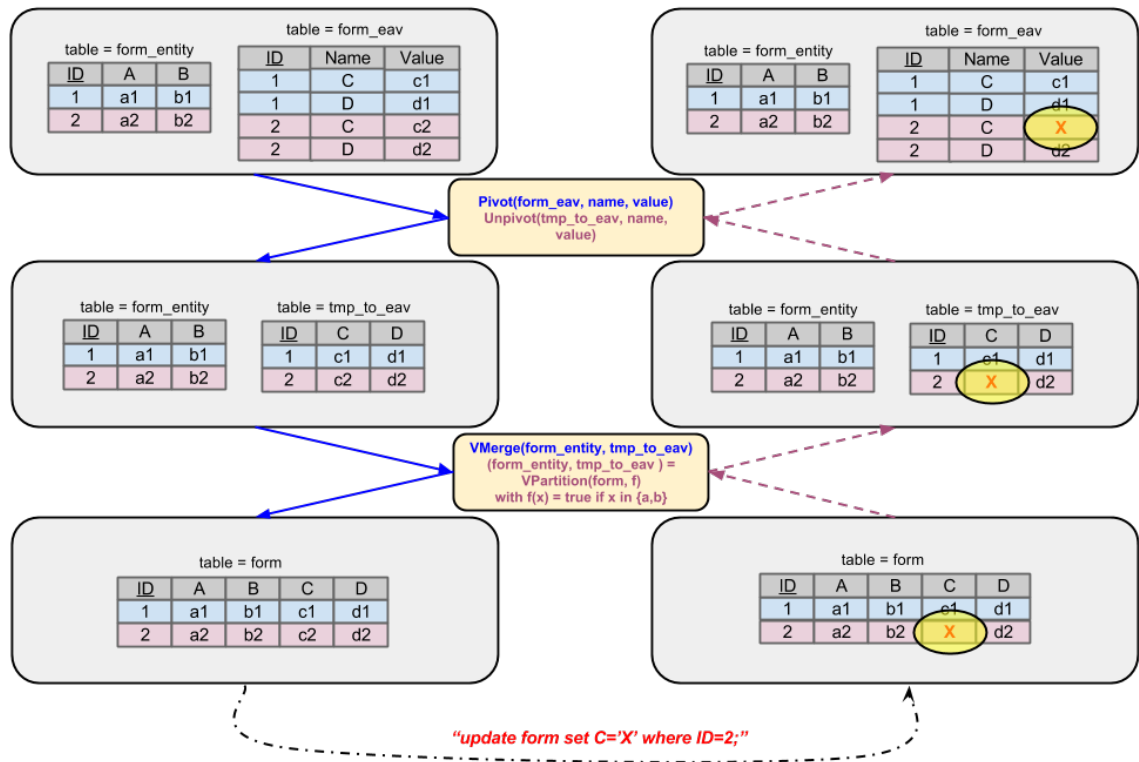 table = form_entity
ID A B
1 a1 b1
2 a2 b2
table = form_eav
ID Name Value
1 C c1
1 D d1
2 C c2
2 D d2
table = form_entity
ID A B
1 a1 b1
2 a2 b2
table = form_eav
ID Name Value
1 C c1
1 D d1
2 C X
2 D d2
Pivot(form_eav, name, value)
Unpivot(tmp_to_eav, name,
value)
table = form_entity
ID A B
1 a1 b1
2 a2 b2
table = tmp_to_eav
ID C D
1 c1 d1
2 c2 d2
table = form_entity
ID A B
1 a1 b1
2 a2 b2
table = tmp_to_eav
ID C D
1 c1 d1
2 X d2
VMerge(form_entity, tmp_to_eav)
(form_entity, tmp_to_eav ) =
VPartition(form, f)
with f(x) = true if x in {a,b}
table = form
ID A B C D
1 a1 b1 c1 d1
2 a2 b2 c2 d2
table = form
ID A B C D
1 a1 b1 c1 d1
2 a2 b2 X d2
“update form set C='X' where ID=2;”